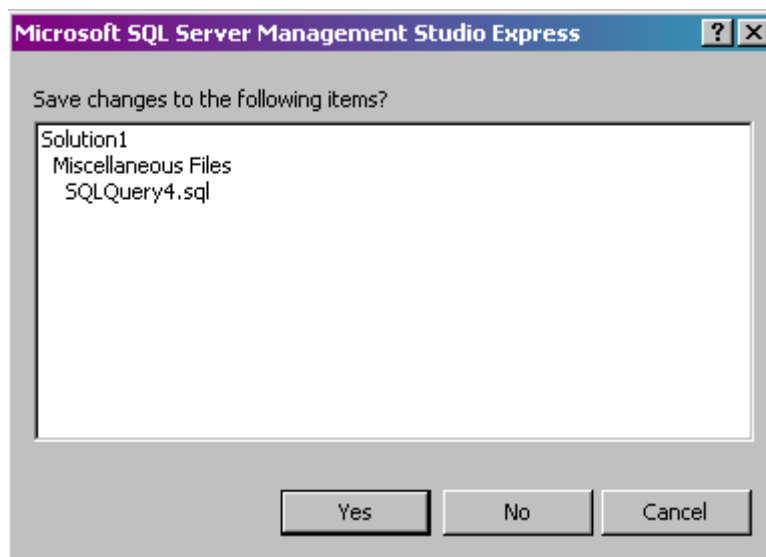 Microsoft SQL Server Management Studio Express
Save changes to the following items?
Solution1
Miscellaneous Files
SQLQuery4.sql
Yes
No
Cancel